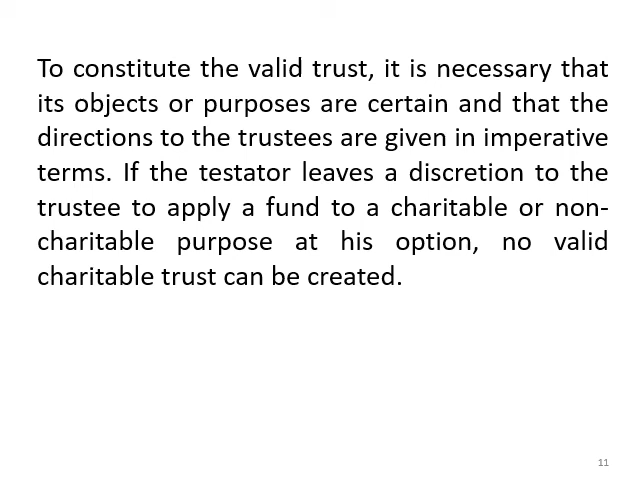 To constitute the valid trust, it is necessary that
its objects or purposes are certain and that the
directions to the trustees are given in imperative
terms. If the testator leaves a discretion to the
trustee to apply a fund to a charitable or non-
charitable purpose at his option, no valid
charitable trust can be created.
11